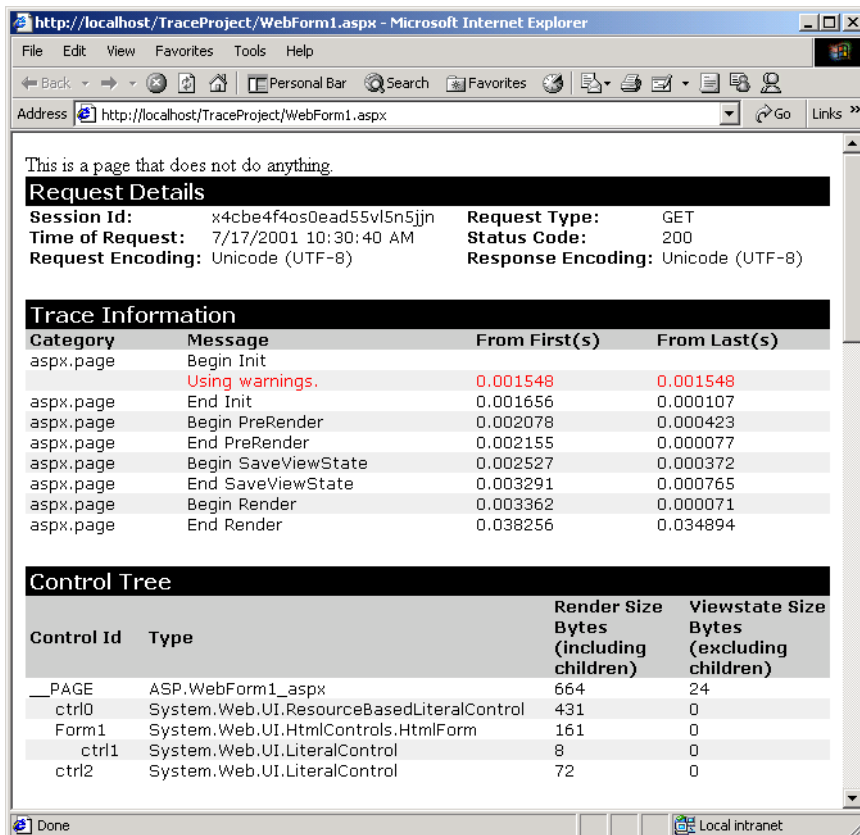 http://localhost/TraceProject/WebForm1.aspx - Microsoft Internet Explorer
File Edit View Favorites Tools Help
Back Personal Bar Search Favorites
Address http://localhost/TraceProject/WebForm1.aspx Go Links »
This is a page that does not do anything.
Request Details
Session Id: x4cbe4f4os0ead55vl5n5jjn Request Type: GET
Time of Request: 7/17/2001 10:30:40 AM Status Code: 200
Request Encoding: Unicode (UTF-8) Response Encoding: Unicode (UTF-8)
Trace Information
Category Message From First(s) From Last(s)
aspx.page Begin Init
Using warnings. 0.001548 0.001548
aspx.page End Init 0.001656 0.000107
aspx.page Begin PreRender 0.002078 0.000423
aspx.page End PreRender 0.002155 0.000077
aspx.page Begin SaveViewState 0.002527 0.000372
aspx.page End SaveViewState 0.003291 0.000765
aspx.page Begin Render 0.003362 0.000071
aspx.page End Render 0.038256 0.034894
Control Tree
Control Id Type Render Size Bytes (including children) Viewstate Size Bytes (excluding children)
__PAGE ASP.WebForm1_aspx 664 24
ctrl0 System.Web.UI.ResourceBasedLiteralControl 431 0
Form1 System.Web.UI.HtmlControls.HtmlForm 161 0
ctrl1 System.Web.UI.LiteralControl 8 0
ctrl2 System.Web.UI.LiteralControl 72 0
Done Local intranet